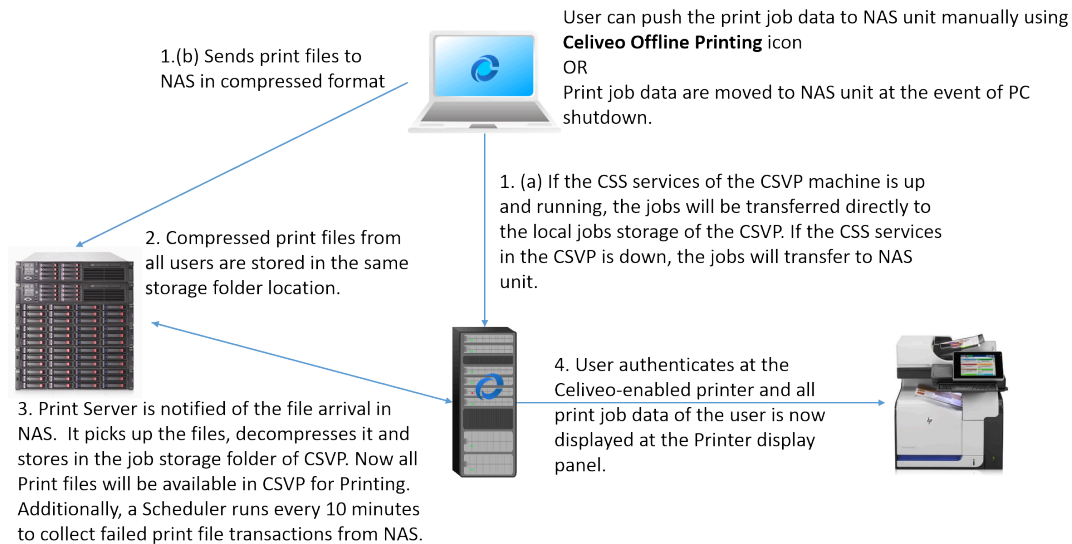 User can push the print job data to NAS unit manually using
Celiveo Offline Printing icon
OR
Print job data are moved to NAS unit at the event of PC
shutdown.
1.(b) Sends print files to
NAS in compressed format
1. (a) If the CSS services of the CSVP machine is up
and running, the jobs will be transferred directly to
the local jobs storage of the CSVP. If the CSS services
in the CSVP is down, the jobs will transfer to NAS
unit.
2. Compressed print files from
all users are stored in the same
storage folder location.
3. Print Server is notified of the file arrival in
NAS.  It picks up the files, decompresses it and
stores in the job storage folder of CSVP. Now all
Print files will be available in CSVP for Printing.
Additionally, a Scheduler runs every 10 minutes
to collect failed print file transactions from NAS.
4. User authenticates at the
Celiveo-enabled printer and all
print job data of the user is now
displayed at the Printer display
panel.
hp